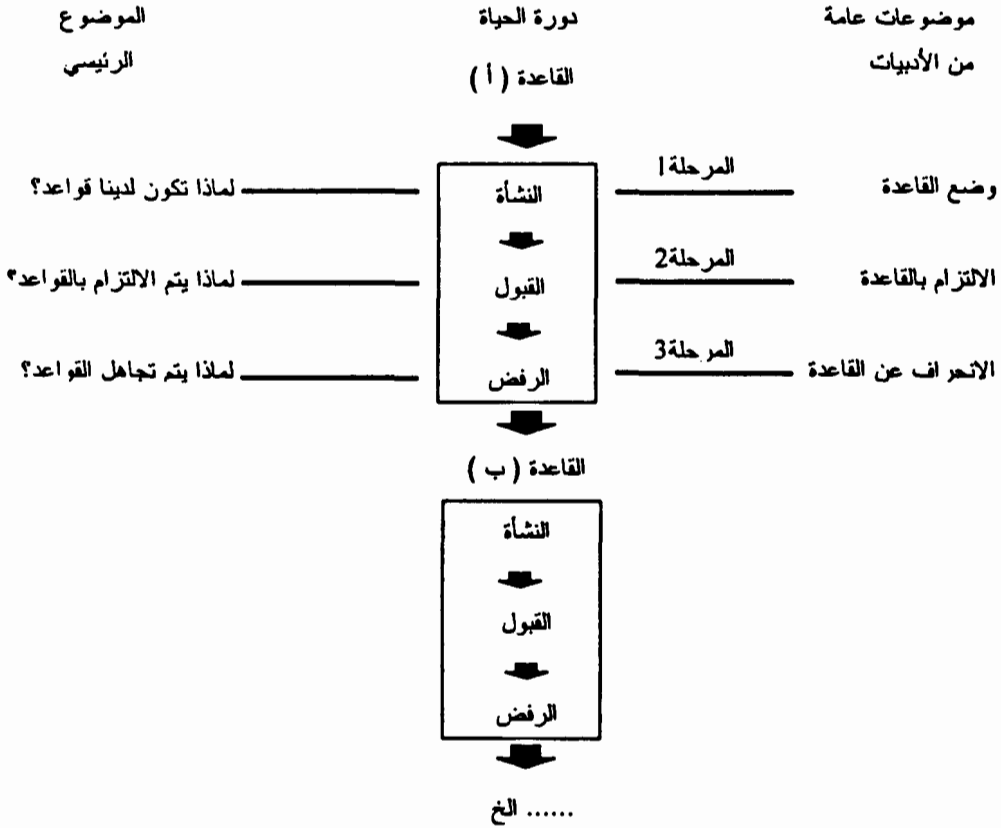 موضوعات عامة
من الأدبيات
دورة الحياة
الموضوع
الرئيسي
القاعدة ( أ )
وضع القاعدة
المرحلة1
النشأة
لماذا تكون لدينا قواعد؟
الالتزام بالقاعدة
المرحلة2
القبول
لماذا يتم الالتزام بالقواعد؟
الانحراف عن القاعدة
المرحلة3
الرفض
لماذا يتم تجاهل القواعد؟
القاعدة ( ب )
النشأة
القبول
الرفض
...... الخ